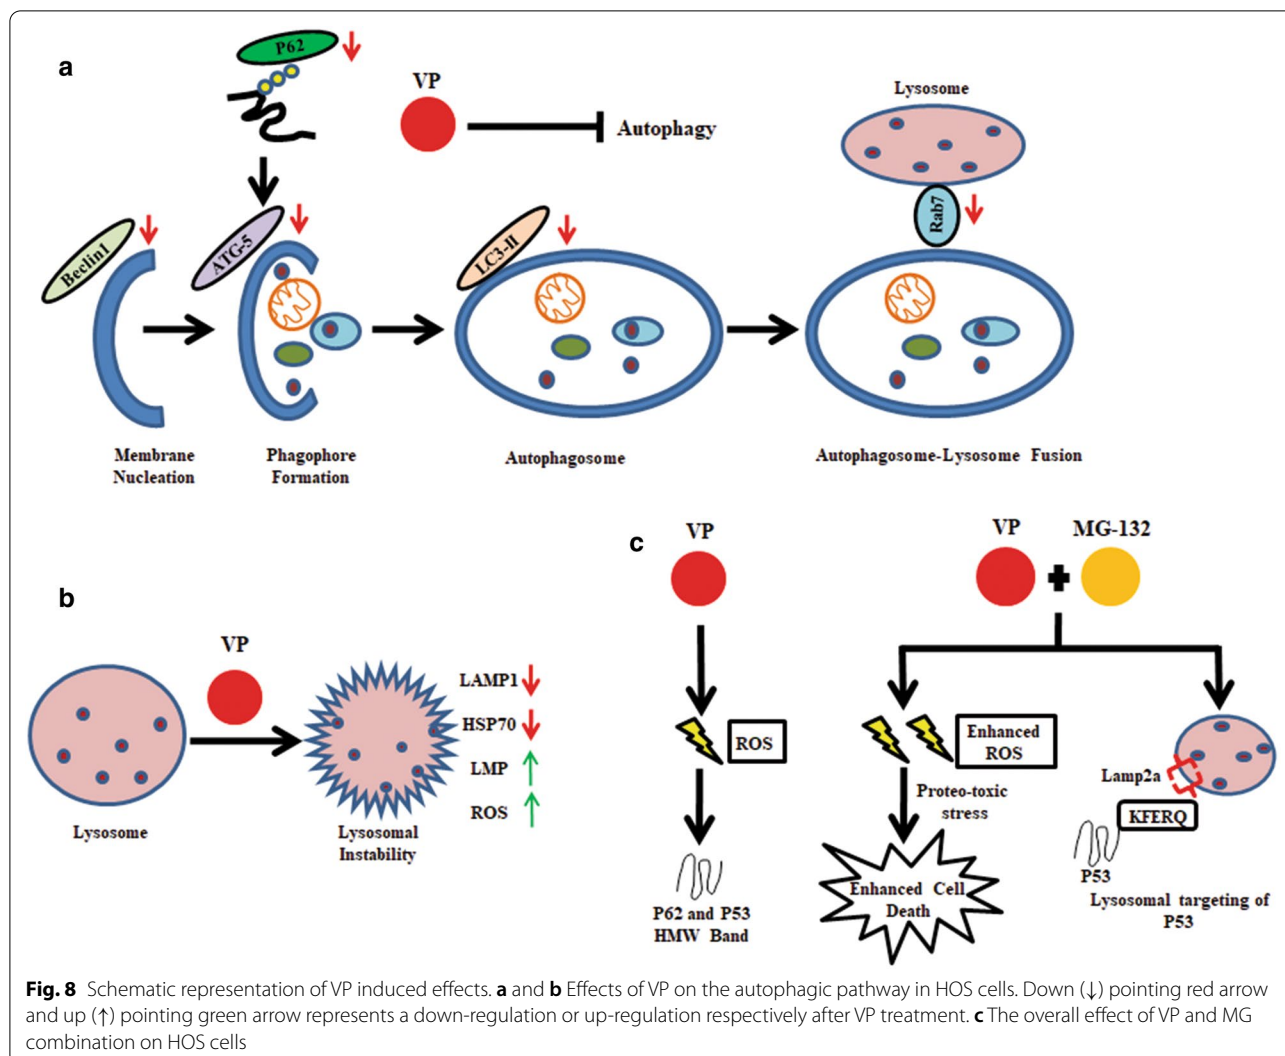 a
P62
VP
Autophagy
Lysosome
Rab7
Beclin1
ATG-5
LC3-II
Membrane
Nucleation
Phagophore
Formation
Autophagosome
Autophagosome-Lysosome Fusion
b
VP
Lysosome
Lysosomal
Instability
LAMP1
HSP70
LMP
ROS
c
VP
ROS
P62 and P53
HMW Band
VP
MG-132
Enhanced
ROS
Proteo-toxic
stress
Enhanced Cell
Death
Lamp2a
KFERQ
P53
Lysosomal targeting of
P53
Fig. 8 Schematic representation of VP induced effects. a and b Effects of VP on the autophagic pathway in HOS cells. Down (↓) pointing red arrow
and up (↑) pointing green arrow represents a down-regulation or up-regulation respectively after VP treatment. c The overall effect of VP and MG
combination on HOS cells